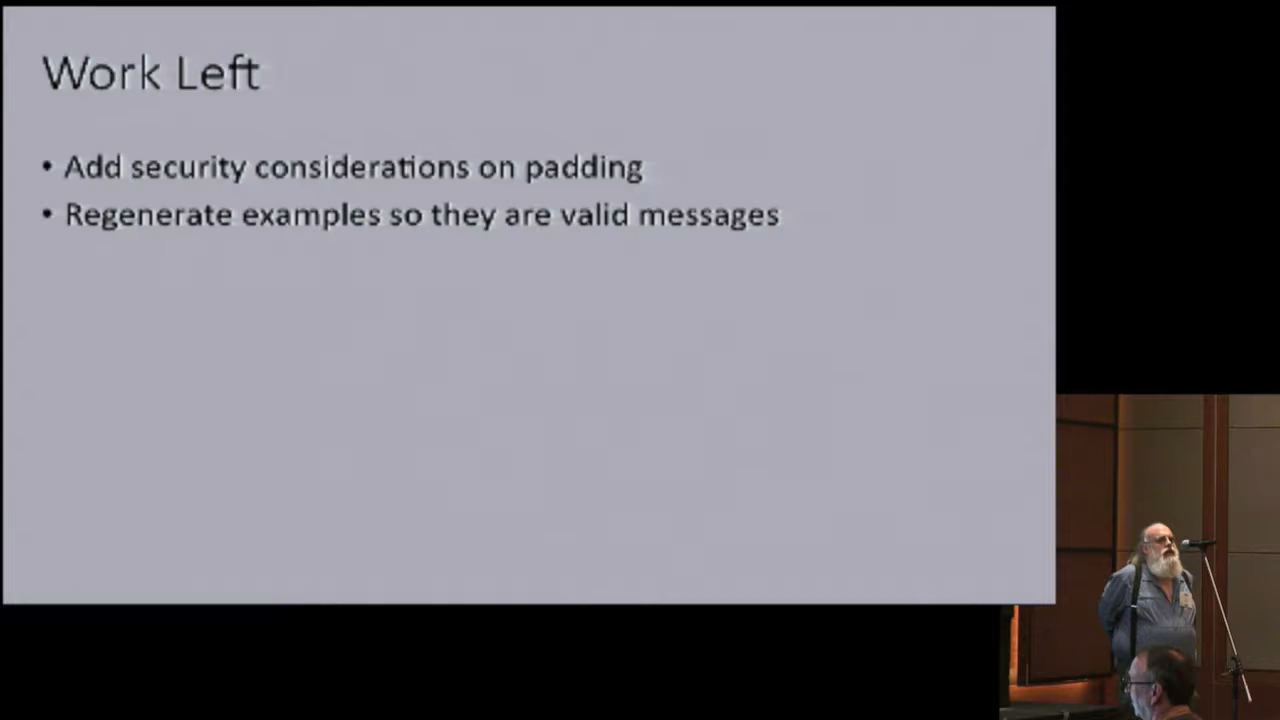 Work Left
• Add security considerations on padding
• Regenerate examples so they are valid messages